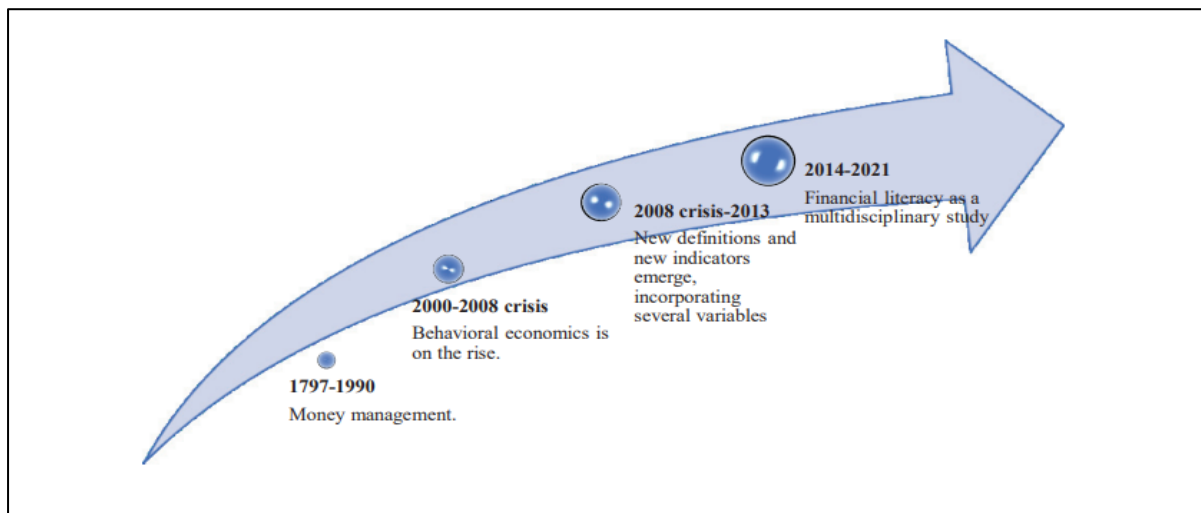 1797-1990
Money management.
2000-2008 crisis
Behavioral economics is
on the rise.
2008 crisis-2013
New definitions and
new indicators
emerge,
incorporating
several variables
2014-2021
Financial literacy as a
multidisciplinary study